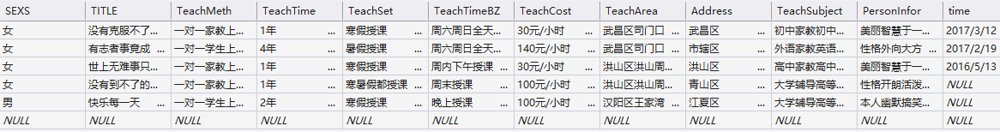 SEXS TITLE TeachMeth TeachTime TeachSet TeachTimeBZ TeachCost TeachArea Address TeachSubject PersonInfor time
女 没有克服不了... 一对一家教上... 1年 ... 寒假授课 ... 周六周日全天... 30元/小时 ... 武昌区司门口 ... 武昌区 ... 初中家教初中... 美丽智慧于一... 2017/3/12
女 有志者事竟成 ... 一对一学生上... 4年 ... 暑假授课 ... 周六周日全天... 140元/小时 ... 武昌区司门口 ... 市辖区 ... 外语家教英语... 性格外向大方 ... 2017/2/19
女 世上无难事只... 一对一家教上... 1年 ... 寒假授课 ... 周内下午授课 ... 30元/小时 ... 洪山区洪山周... 洪山区 ... 高中家教高中... 美丽智慧于一... 2016/5/13
女 没有到不了的... 一对一家教上... 1年 ... 寒暑假都授课 ... 周末授课 ... 100元/小时 ... 洪山区洪山周... 青山区 ... 大学辅导高等... 性格开朗活泼... NULL
男 快乐每一天 ... 一对一学生上... 2年 ... 寒假授课 ... 晚上授课 ... 100元/小时 ... 汉阳区王家湾 ... 江夏区 ... 大学辅导高等... 本人幽默搞笑... NULL
NULL NULL NULL NULL NULL NULL NULL NULL NULL NULL NULL NULL